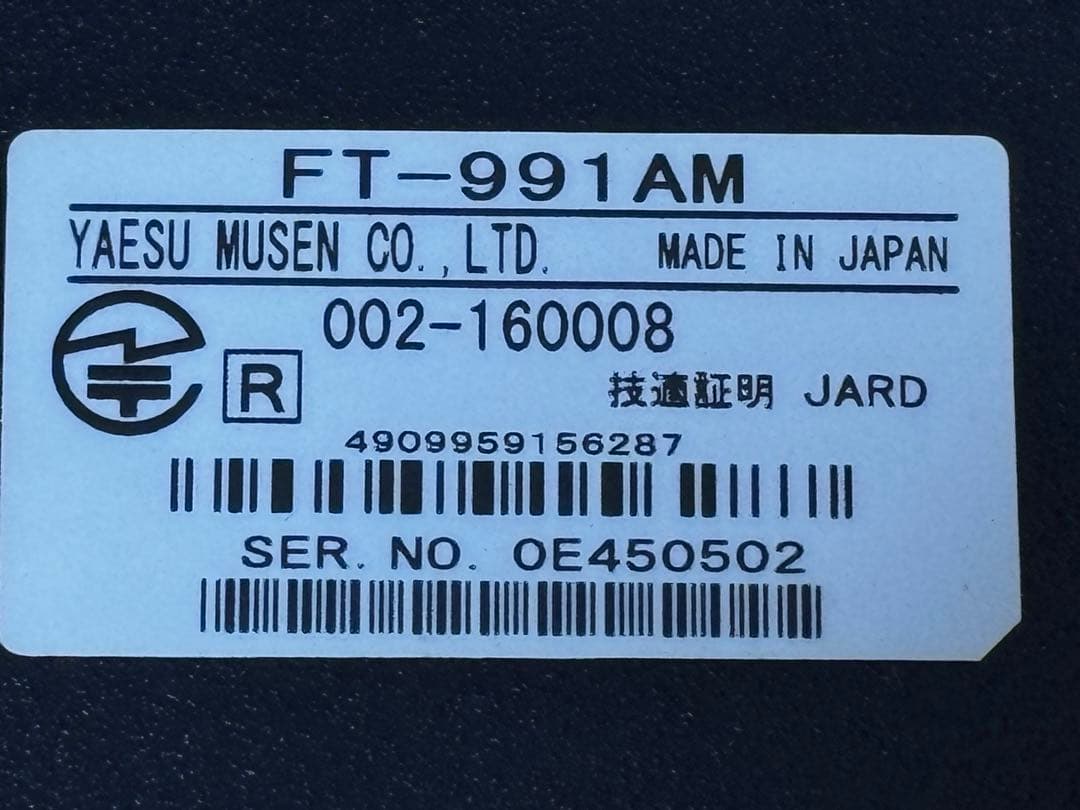 FT-991AM
YAESU MUSEN CO.,LTD. MADE IN JAPAN
002-160008
R
技適証明 JARD
4909959156287
SER. NO. 0E450502